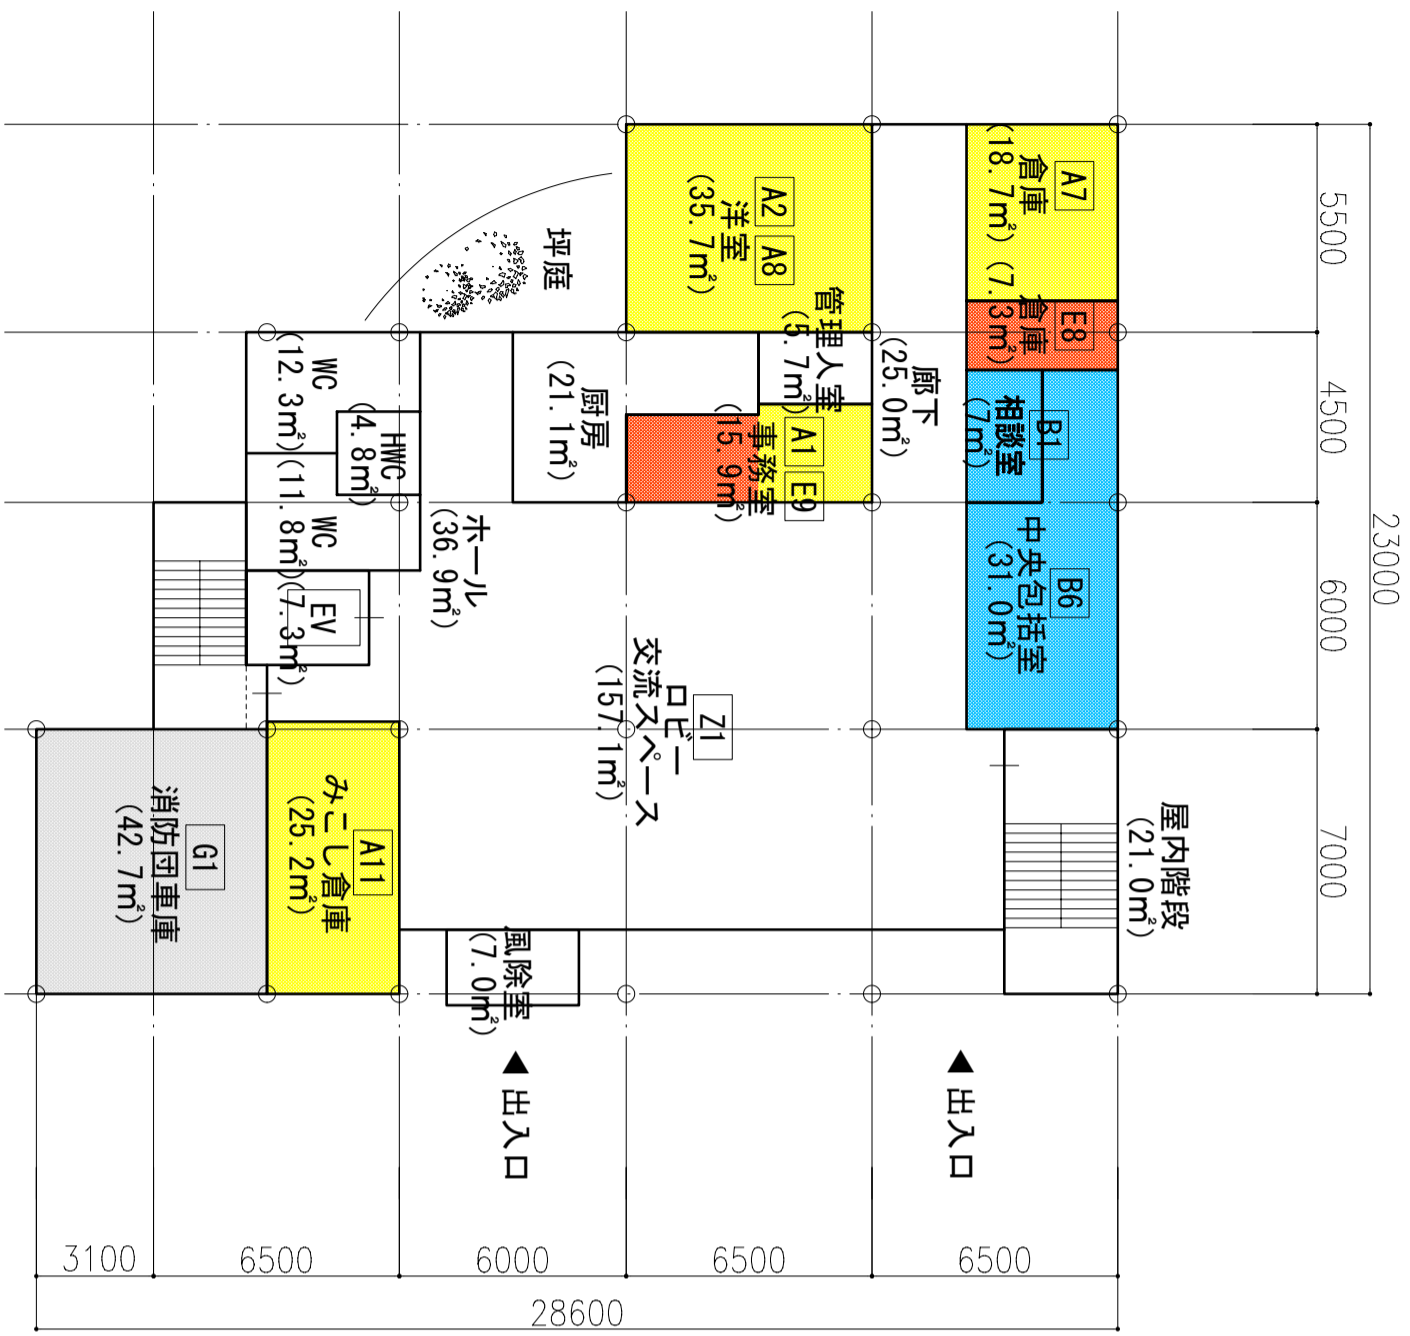 A7
倉庫
(18.7㎡)
E8
倉庫
(7.3㎡)
B1
相談室
(7㎡)
B6
中央包括室
(31.0㎡)
屋内階段
(21.0㎡)
廊下
(25.0㎡)
A2 A8
洋室
(35.7㎡)
管理人室
(5.7㎡)
A1 E9
事務室
(15.9㎡)
厨房
(21.1㎡)
坪庭
Z1
ロビー
交流スペース
(157.1㎡)
ホール
(36.9㎡)
WC
(12.3㎡)
HWC
(4.8㎡)
WC
(11.8㎡)
EV
(7.3㎡)
A11
みこし倉庫
(25.2㎡)
G1
消防団車庫
(42.7㎡)
風除室
(7.0㎡)
▲ 出入口
▲ 出入口
5500
4500
6000
7000
23000
3100
6500
6000
6500
6500
28600